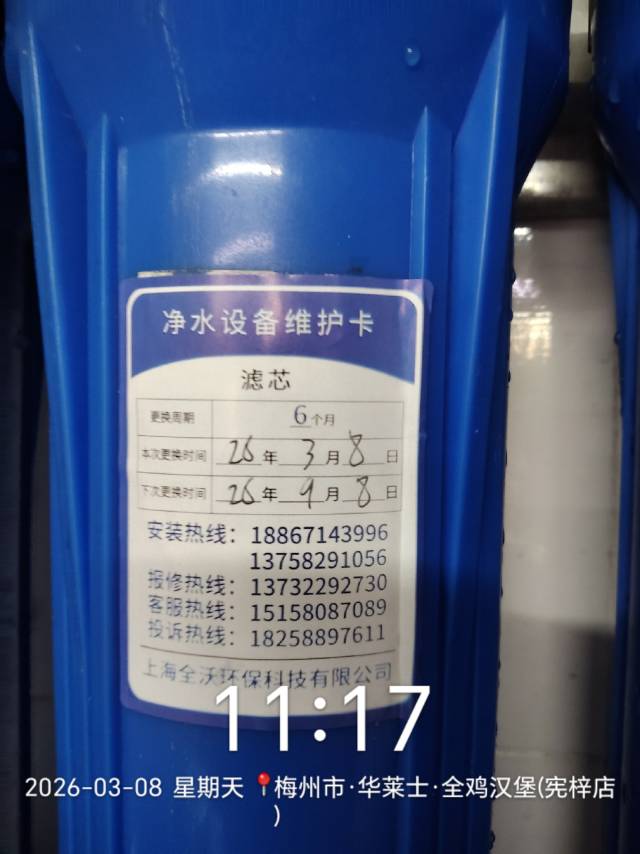 净水设备维护卡
滤芯
更换周期 6个月
本次更换时间 26年 3月 8日
下次更换时间 26年 9月 8日
安装热线：18867143996
13758291056
报修热线：13732292730
客服热线：15158087089
投诉热线：18258897611
上海全沃环保科技有限公司
11:17
2026-03-08 星期天 📍梅州市·华莱士·全鸡汉堡(宪梓店
)